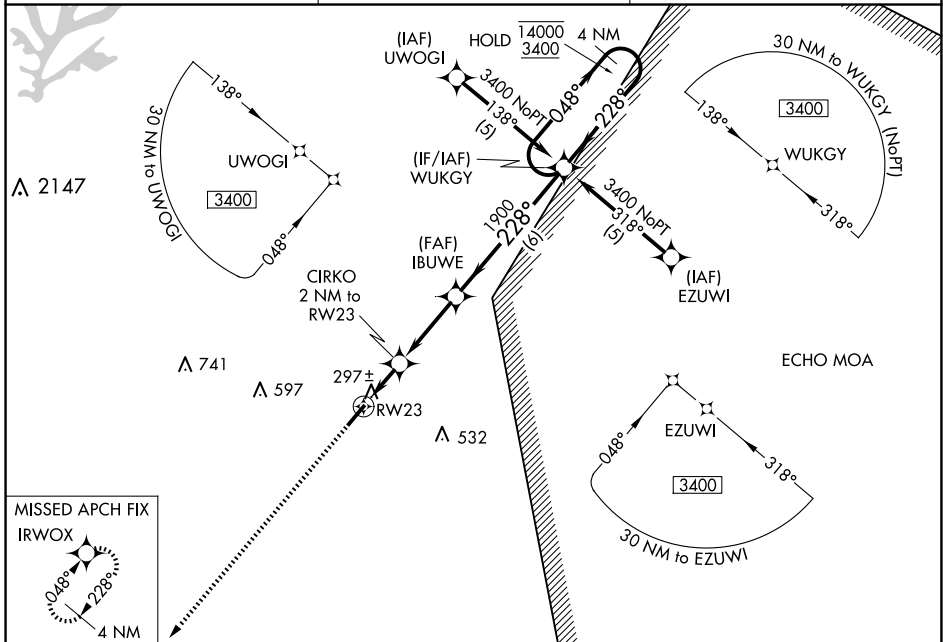 (IAF)
UWOGI
HOLD
14000
3400
4 NM
3400 NoPT
138°
(5)
048°
228°
30 NM to WUKGY (NoPT)
138°
3400
WUKGY
318°
138°
UWOGI
30 NM to UWOGI
3400
048°
2147
(IF/IAF)
WUKGY
3400 NoPT
318°
(5)
(IAF)
EZUWI
1900
228°
(6)
(FAF)
IBUWE
CIRKO
2 NM to
RW23
741
597
297±
RW23
532
ECHO MOA
EZUWI
048°
318°
3400
30 NM to EZUWI
MISSED APCH FIX
IRWOX
048°
228°
4 NM